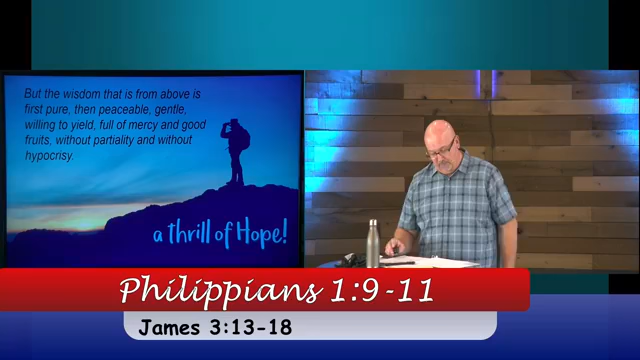 But the wisdom that is from above is
first pure, then peaceable, gentle,
willing to yield, full of mercy and good
fruits, without partiality and without
hypocrisy.
a thrill of Hope!
Philippians 1:9-11
James 3:13-18